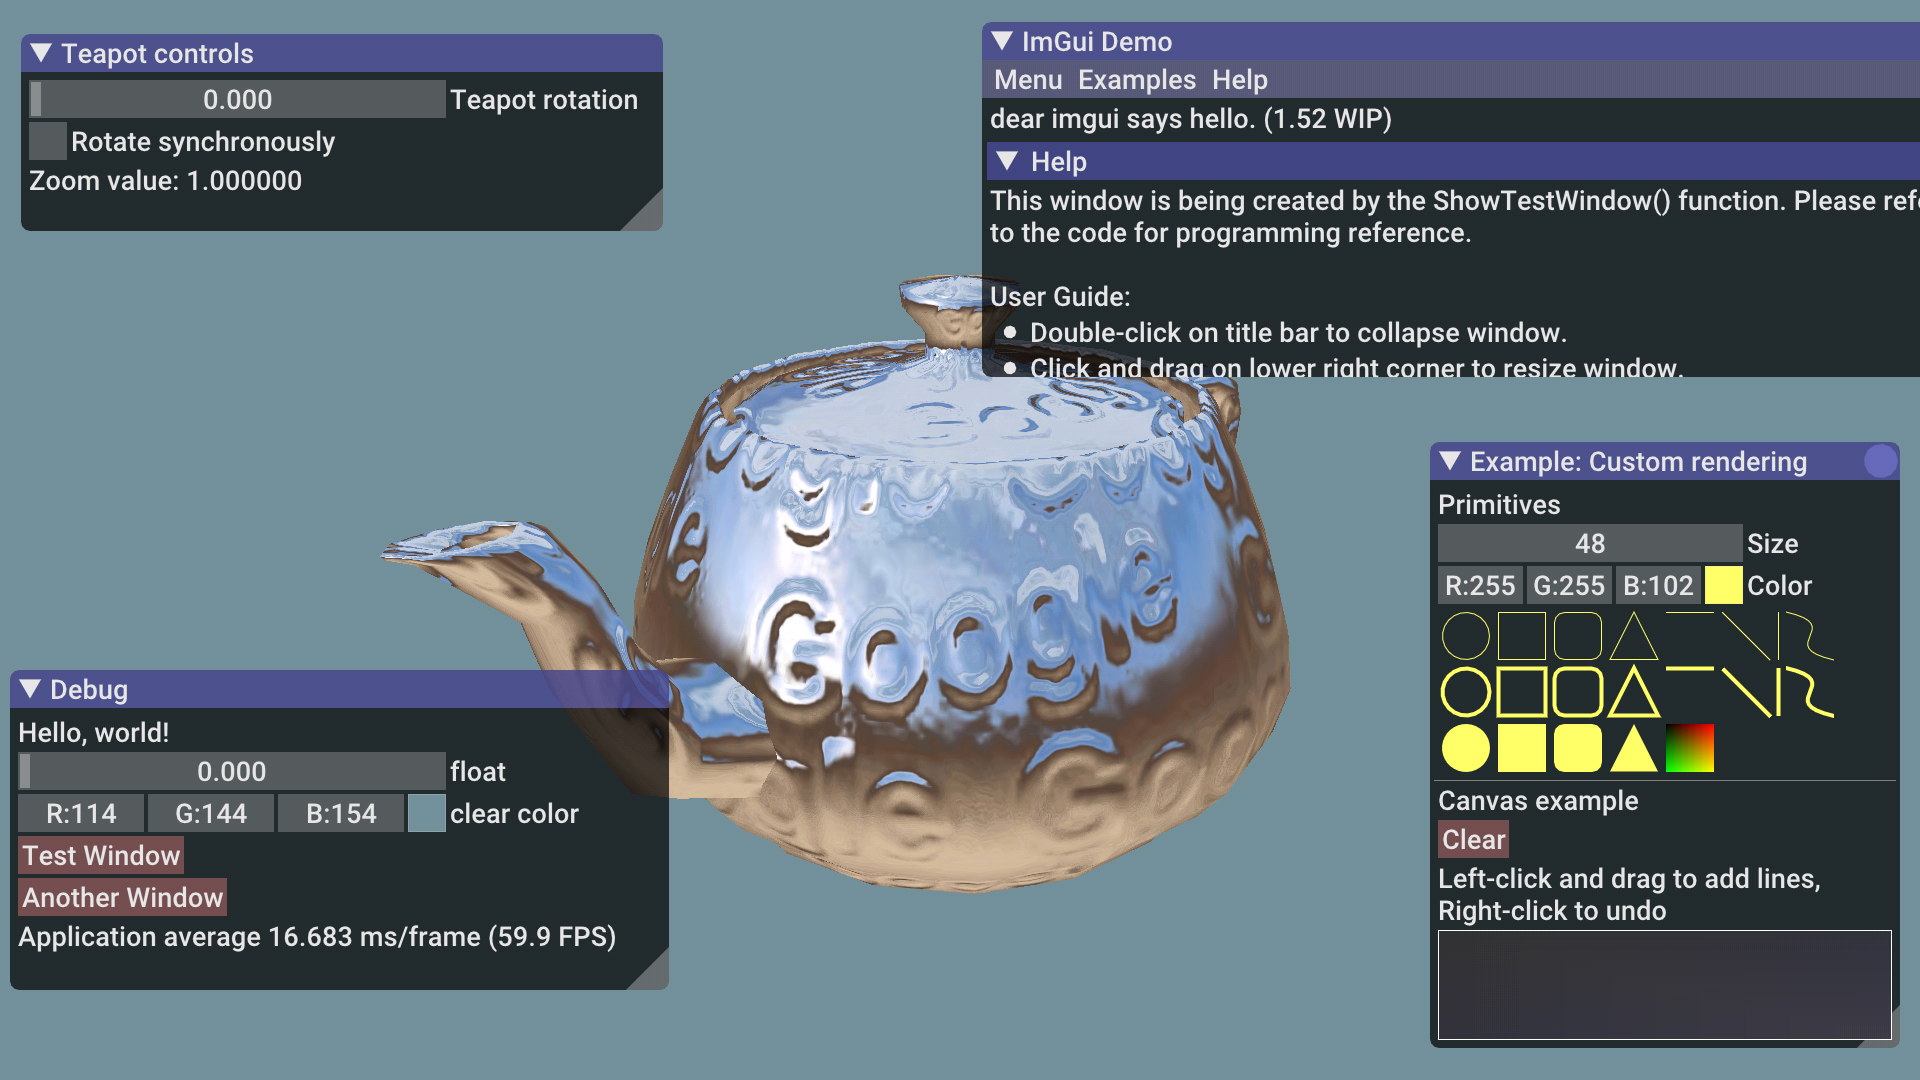 Teapot controls
0.000 Teapot rotation
Rotate synchronously
Zoom value: 1.000000
ImGui Demo
Menu Examples Help
dear imgui says hello. (1.52 WIP)
Help
This window is being created by the ShowTestWindow() function. Please
to the code for programming reference.
User Guide:
Double-click on title bar to collapse window.
Click and drag on lower right corner to resize window.
Google
Example: Custom rendering
Primitives
48 Size
R:255 G:255 B:102 Color
Canvas example
Clear
Left-click and drag to add lines,
Right-click to undo
Debug
Hello, world!
0.000 float
R:114 G:144 B:154 clear color
Test Window
Another Window
Application average 16.683 ms/frame (59.9 FPS)